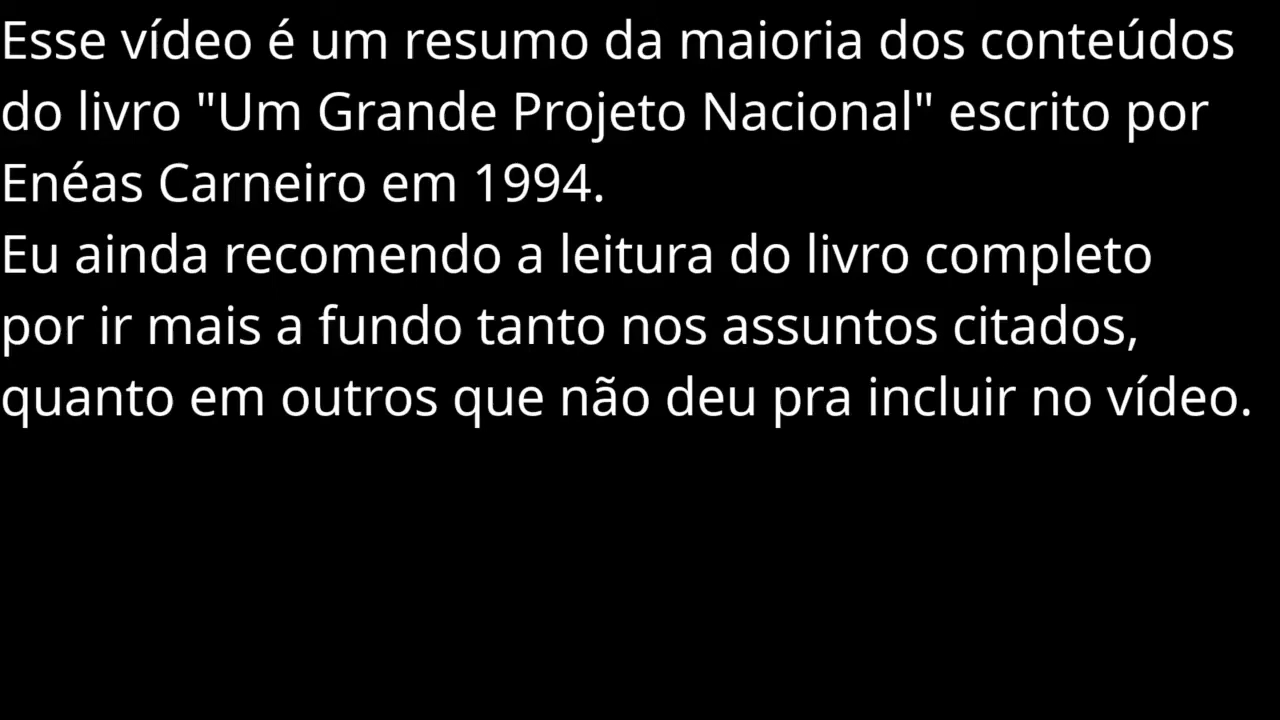 Esse vídeo é um resumo da maioria dos conteúdos
do livro "Um Grande Projeto Nacional" escrito por
Enéas Carneiro em 1994.
Eu ainda recomendo a leitura do livro completo
por ir mais a fundo tanto nos assuntos citados,
quanto em outros que não deu pra incluir no vídeo.